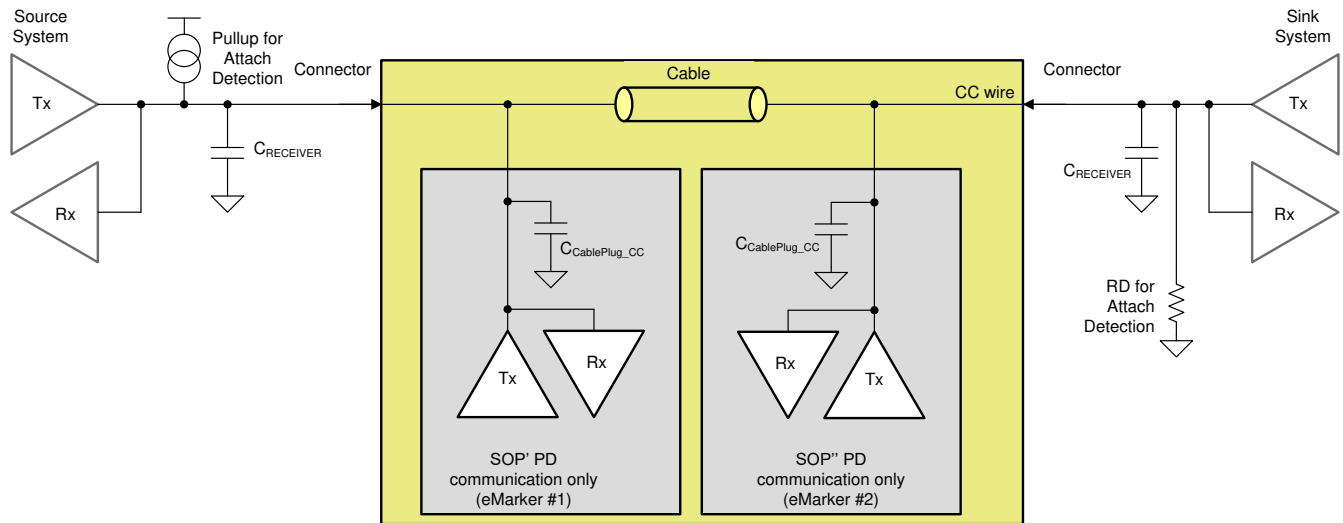 Source
System
Pullup for
Attach
Detection
Connector
Cable
Connector
Sink
System
Tx
CC wire
Tx
CRECEIVER
CRECEIVER
Rx
Rx
CCablePlug_CC
CCablePlug_CC
RD for
Attach
Detection
Tx
Rx
Rx
Tx
SOP' PD
communication only
(eMarker #1)
SOP'' PD
communication only
(eMarker #2)